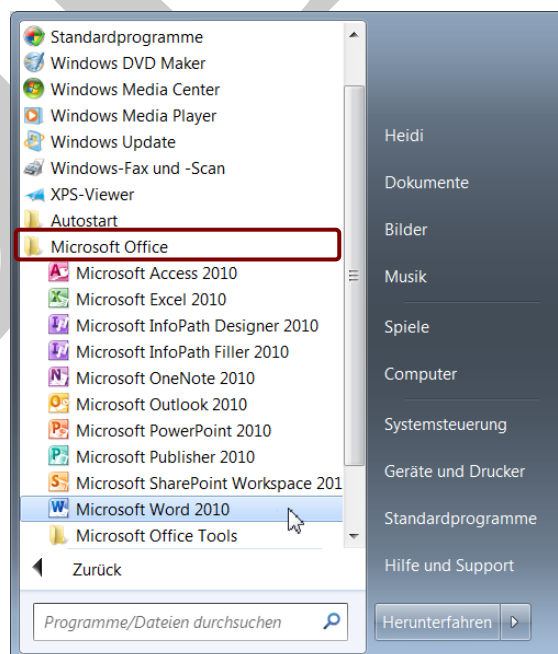 Standardprogramme
Windows DVD Maker
Windows Media Center
Windows Media Player
Windows Update
Windows-Fax und -Scan
XPS-Viewer
Autostart
Microsoft Office
Microsoft Access 2010
Microsoft Excel 2010
Microsoft InfoPath Designer 2010
Microsoft InfoPath Filler 2010
Microsoft OneNote 2010
Microsoft Outlook 2010
Microsoft PowerPoint 2010
Microsoft Publisher 2010
Microsoft SharePoint Workspace 201
Microsoft Word 2010
Microsoft Office Tools
Zurück
Programme/Dateien durchsuchen
Heidi
Dokumente
Bilder
Musik
Spiele
Computer
Systemsteuerung
Geräte und Drucker
Standardprogramme
Hilfe und Support
Herunterfahren